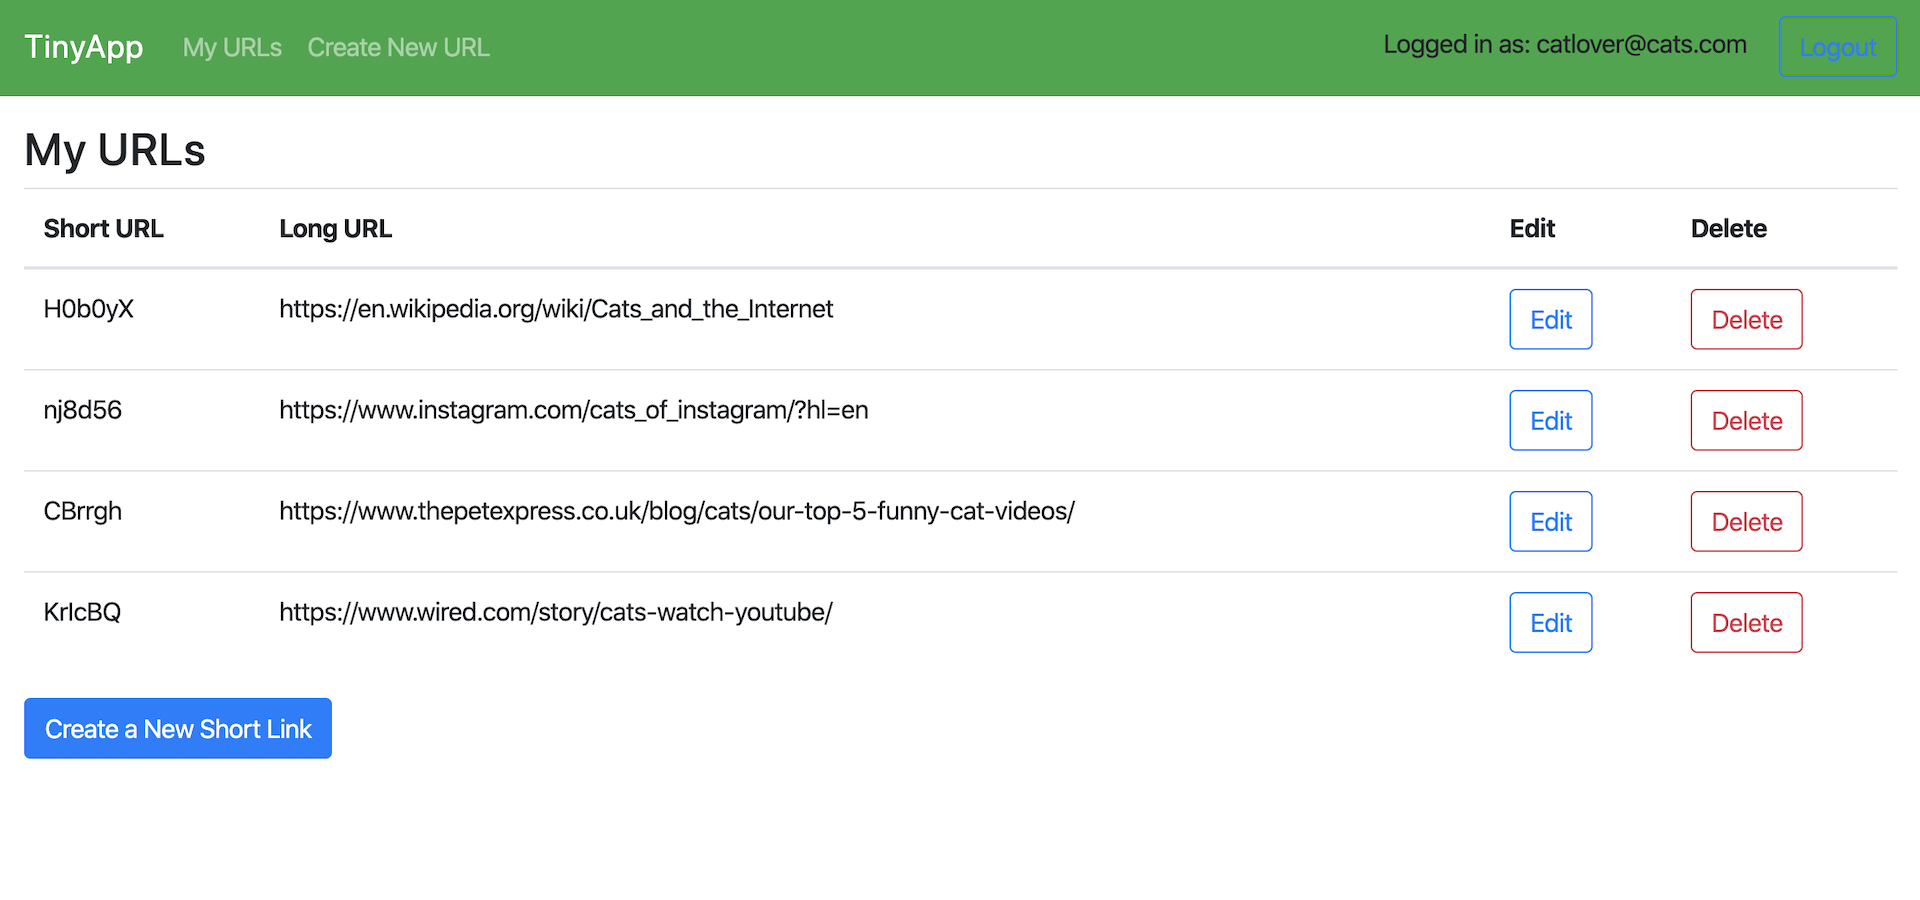 TinyApp My URLs Create New URL Logged in as: catlover@cats.com Logout
My URLs
Short URL Long URL Edit Delete
H0b0yX https://en.wikipedia.org/wiki/Cats_and_the_Internet Edit Delete
nj8d56 https://www.instagram.com/cats_of_instagram/?hl=en Edit Delete
CBrrgh https://www.thepetexpress.co.uk/blog/cats/our-top-5-funny-cat-videos/ Edit Delete
KrIcBQ https://www.wired.com/story/cats-watch-youtube/ Edit Delete
Create a New Short Link